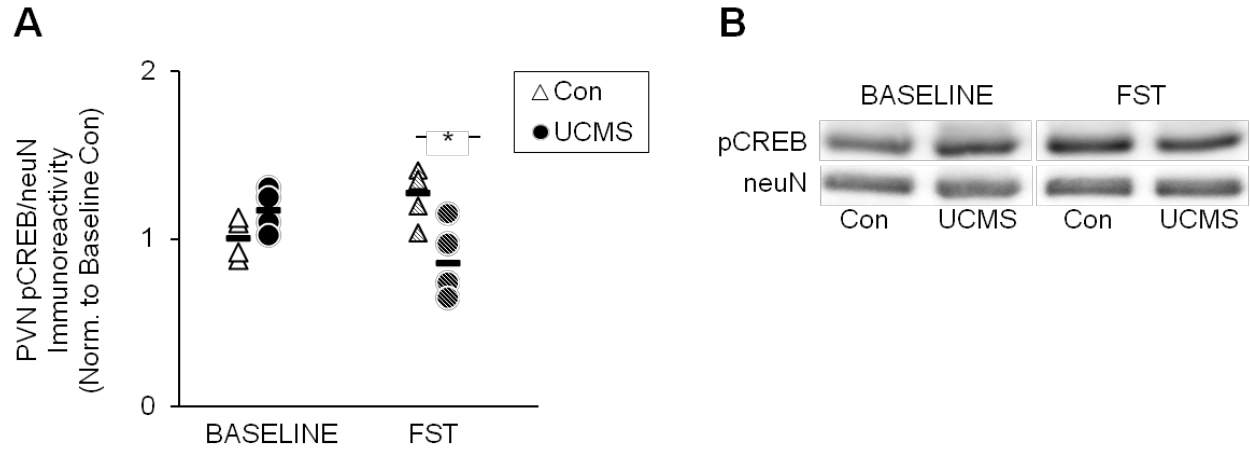 A
PVN pCREB/neuN
Immunoreactivity
(Norm. to Baseline Con)
2
1
0
Con
UCMS
*
BASELINE
FST
B
BASELINE
FST
pCREB
neuN
Con
UCMS
Con
UCMS